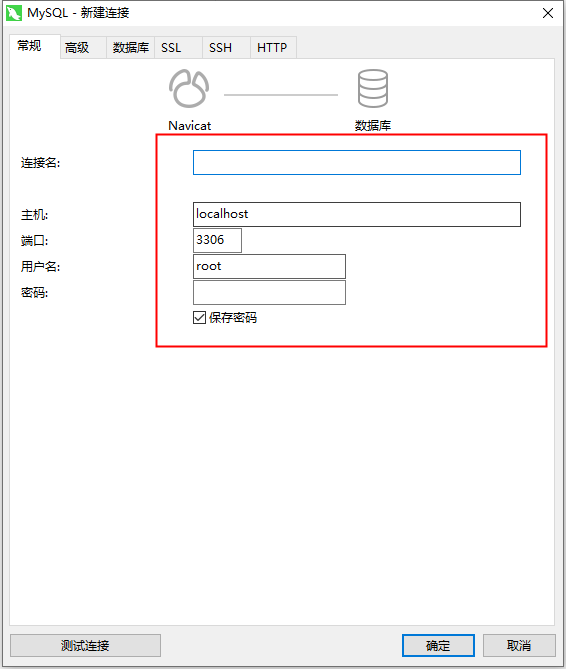 MySQL - 新建连接
常规 高级 数据库 SSL SSH HTTP
Navicat 数据库
连接名:
主机: localhost
端口: 3306
用户名: root
密码:
保存密码
测试连接 确定 取消